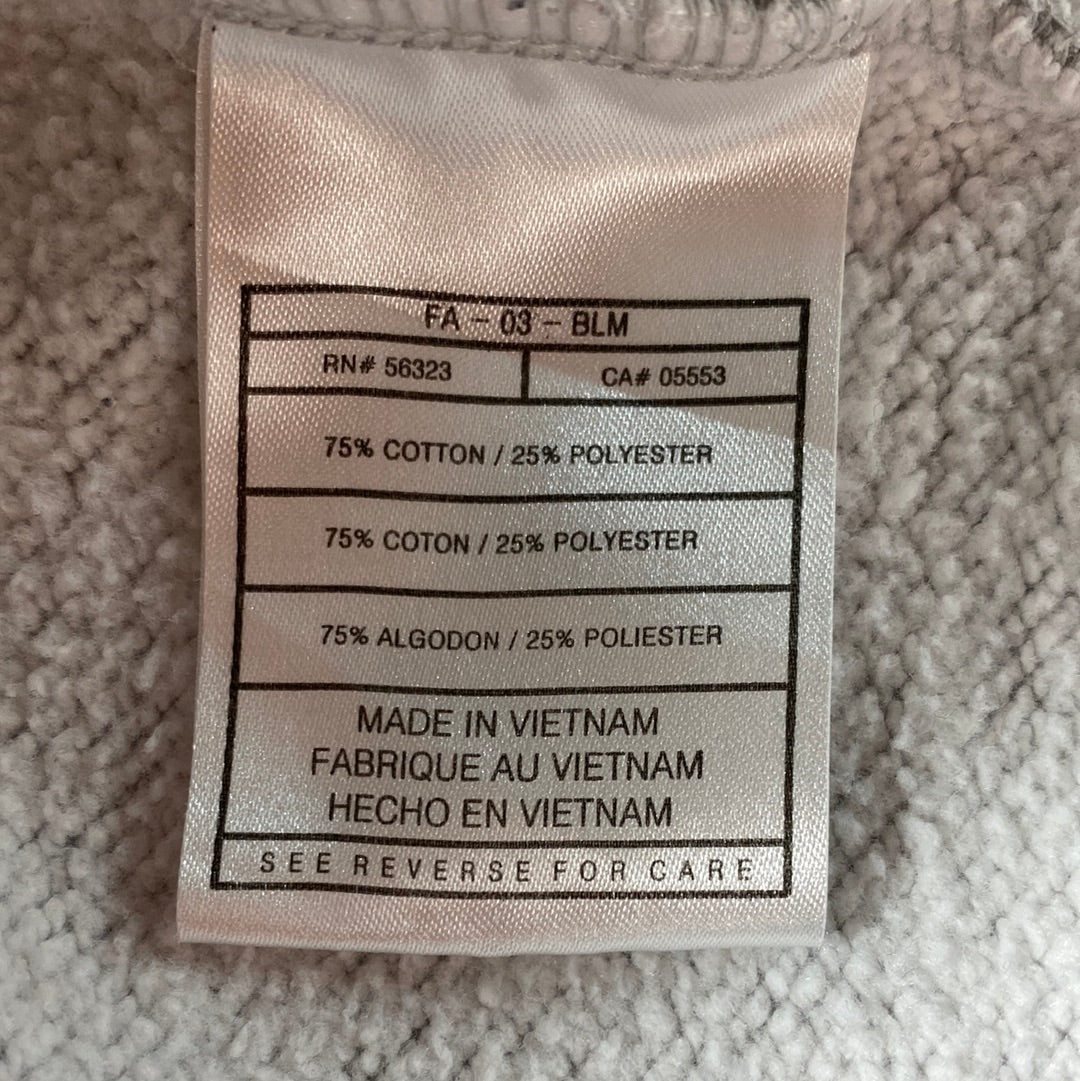 FA - 03 - BLM
RN# 56323 CA# 05553
75% COTTON / 25% POLYESTER
75% COTON / 25% POLYESTER
75% ALGODON / 25% POLIESTER
MADE IN VIETNAM
FABRIQUE AU VIETNAM
HECHO EN VIETNAM
SEE REVERSE FOR CARE